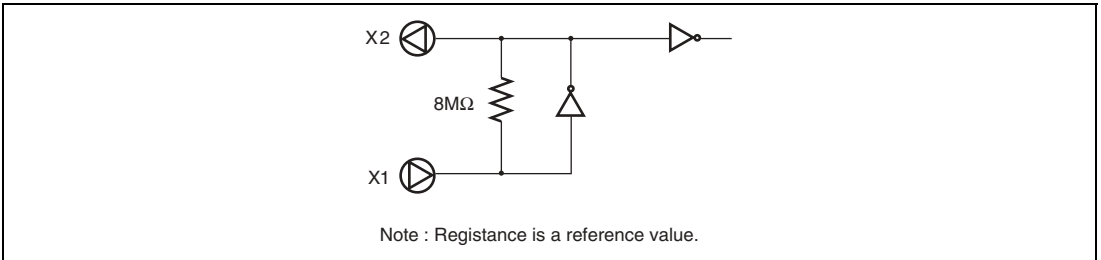 X2
8MΩ
X1
Note : Registance is a reference value.